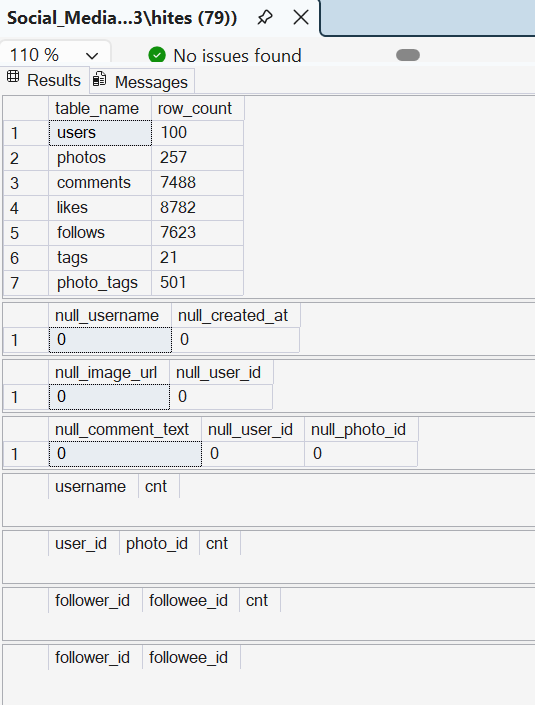 Social_Media...3\hites (79))
110 % No issues found
Results Messages
table_name row_count
1 users 100
2 photos 257
3 comments 7488
4 likes 8782
5 follows 7623
6 tags 21
7 photo_tags 501
null_username null_created_at
1 0 0
null_image_url null_user_id
1 0 0
null_comment_text null_user_id null_photo_id
1 0 0 0
username cnt
user_id photo_id cnt
follower_id followee_id cnt
follower_id followee_id